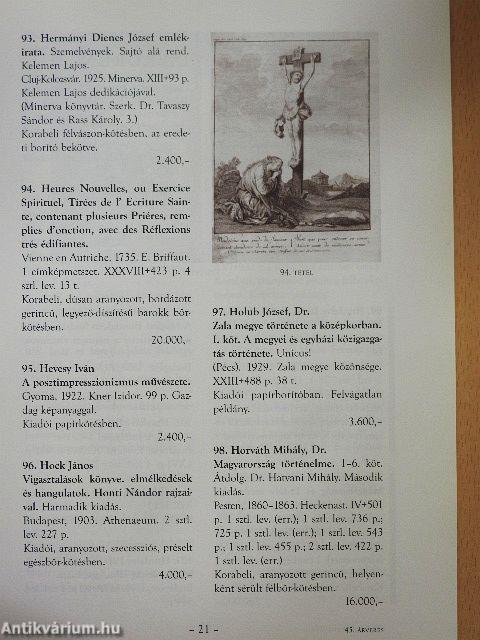 93. Hermányi Dienes József emlék-
irata. Szemelvények. Sajtó alá rend.
Kelemen Lajos.
Cluj-Kolozsvár. 1925. Minerva. XIII+93 p.
Kelemen Lajos dedikációjával.
(Minerva könyvtár. Szerk. Dr. Tavaszy
Sándor és Rass Károly. 3.)
Korabeli félvászon-kötésben, az erede-
ti borító bekötve.
2.400,–
94. Heures Nouvelles, ou Exercice
Spirituel, Tirées de l' Ecriture Sain-
te, contenant plusieurs Priéres, rem-
plies d'onction, avec des Réflexions
trés édifiantes.
Vienne en Autriche. 1735. E. Briffaut.
1 címképmetszet. XXXVIII+423 p. 4
sztl. lev. 13 t.
Korabeli, dúsan aranyozott, bordázott
gerincű, legyező-díszítésű barokk bőr-
kötésben.
20.000,–
95. Hevesy Iván
A posztimpresszionizmus művészete.
Gyoma, 1922. Kner Izidor. 99 p. Gaz-
dag képanyaggal.
Kiadói papírkötésben.
2.400,–
96. Hock János
Vigasztalások könyve. elmélkedések
és hangulatok. Honti Nándor rajzai-
val. Harmadik kiadás.
Budapest, 1903. Athenaeum. 2 sztl.
lev. 227 p.
Kiadói, aranyozott, szecessziós, préselt
egészbőr-kötésben.
4.000,–
94. TÉTEL
97. Holub József, Dr.
Zala megye története a középkorban.
I. köt. A megyei és egyházi közigazga-
tás története. Unicus!
(Pécs). 1929. Zala megye közönsége.
XXIII+488 p. 38 t.
Kiadói papírborítóban. Felvágatlan
példány.
3.600,–
98. Horváth Mihály, Dr.
Magyarország történelme. 1–6. köt.
Átdolg. Dr. Hatvani Mihály. Második
kiadás.
Pesten, 1860–1863. Heckenast. IV+501
p. 1 sztl. lev. (err.); 1 sztl. lev. 736 p.;
725 p. 1 sztl. lev. (err.); 1 sztl. lev. 543
p.; 1 sztl. lev. 455 p.; 2 sztl. lev. 422 p.
1 sztl. lev. (err.)
Korabeli, aranyozott gerincű, helyen-
ként sérült félbőr-kötésben.
16.000,–
– 21 –
45. ÁRVERÉS
Antikvárium.hu